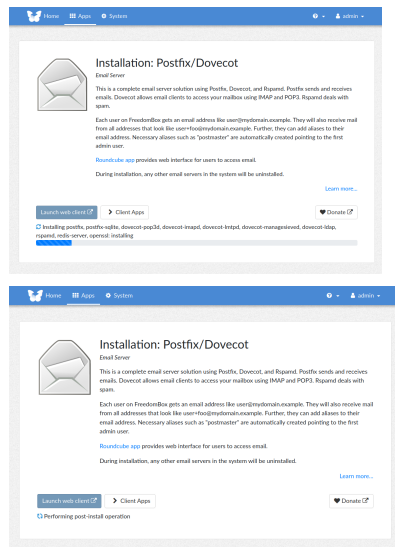 Home Apps System admin
Installation: Postfix/Dovecot
Email Server
This is a complete email server solution using Postfix, Dovecot, and Rspamd. Postfix sends and receives
emails. Dovecot allows email clients to access your mailbox using IMAP and POP3. Rspamd deals with
spam.
Each user on FreedomBox gets an email address like user@mydomain.example. They will also receive mail
from all addresses that look like user+foo@mydomain.example. Further, they can add aliases to their
email address. Necessary aliases such as "postmaster" are automatically created pointing to the first
admin user.
Roundcube app provides web interface for users to access email.
During installation, any other email servers in the system will be uninstalled.
Learn more...
Launch web client Client Apps Donate
Installing postfix, postfix-sqlite, dovecot-pop3d, dovecot-imapd, dovecot-lmtpd, dovecot-managesieved, dovecot-ldap,
rspamd, redis-server, openssl: installing
Home Apps System admin
Installation: Postfix/Dovecot
Email Server
This is a complete email server solution using Postfix, Dovecot, and Rspamd. Postfix sends and receives
emails. Dovecot allows email clients to access your mailbox using IMAP and POP3. Rspamd deals with
spam.
Each user on FreedomBox gets an email address like user@mydomain.example. They will also receive mail
from all addresses that look like user+foo@mydomain.example. Further, they can add aliases to their
email address. Necessary aliases such as "postmaster" are automatically created pointing to the first
admin user.
Roundcube app provides web interface for users to access email.
During installation, any other email servers in the system will be uninstalled.
Learn more...
Launch web client Client Apps Donate
Performing post-install operation